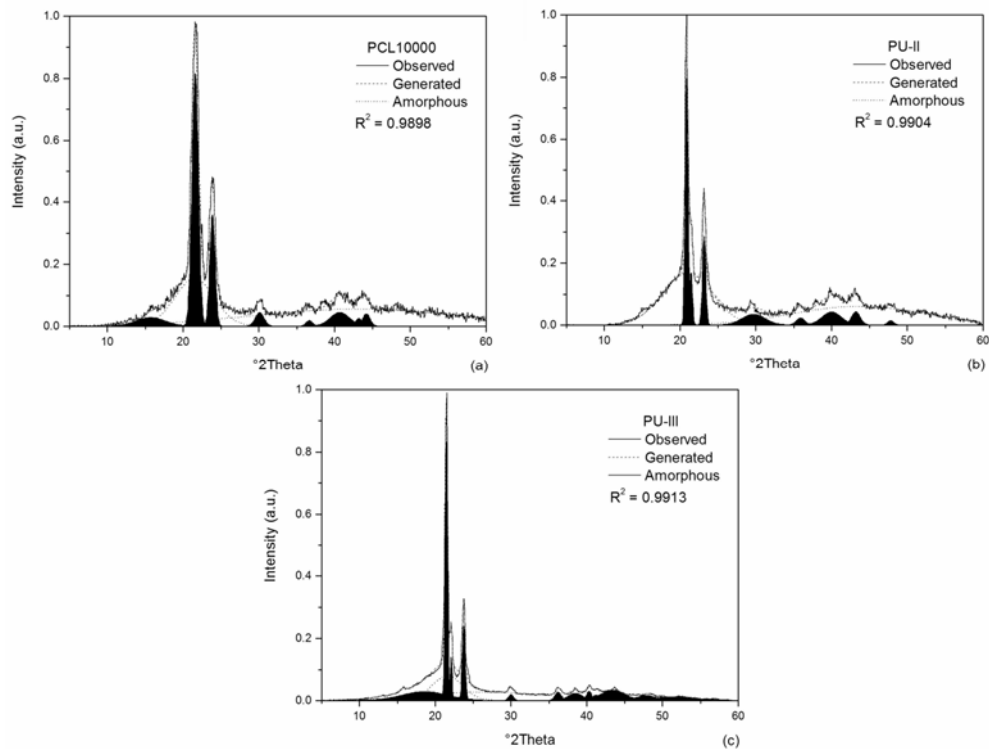 PCL10000
Observed
Generated
Amorphous
R² = 0.9898
Intensity (a.u.)
1.0
0.8
0.6
0.4
0.2
0.0
10 20 30 40 50 60
°2Theta
(a)
PU-II
Observed
Generated
Amorphous
R² = 0.9904
Intensity (a.u.)
1.0
0.8
0.6
0.4
0.2
0.0
10 20 30 40 50 60
°2Theta
(b)
PU-III
Observed
Generated
Amorphous
R² = 0.9913
Intensity (a.u.)
1.0
0.8
0.6
0.4
0.2
0.0
10 20 30 40 50 60
°2Theta
(c)